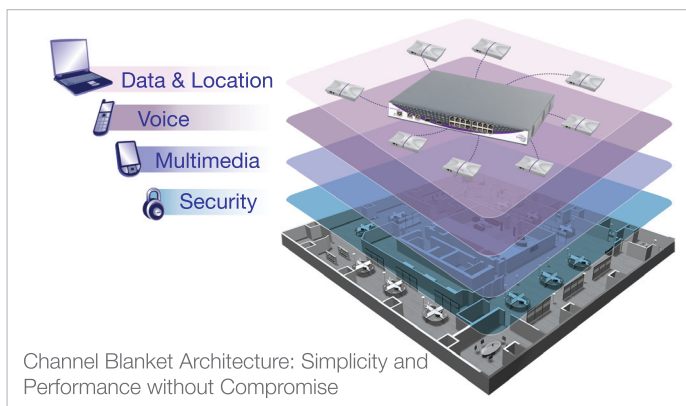 Data & Location
Voice
Multimedia
Security
Channel Blanket Architecture: Simplicity and
Performance without Compromise